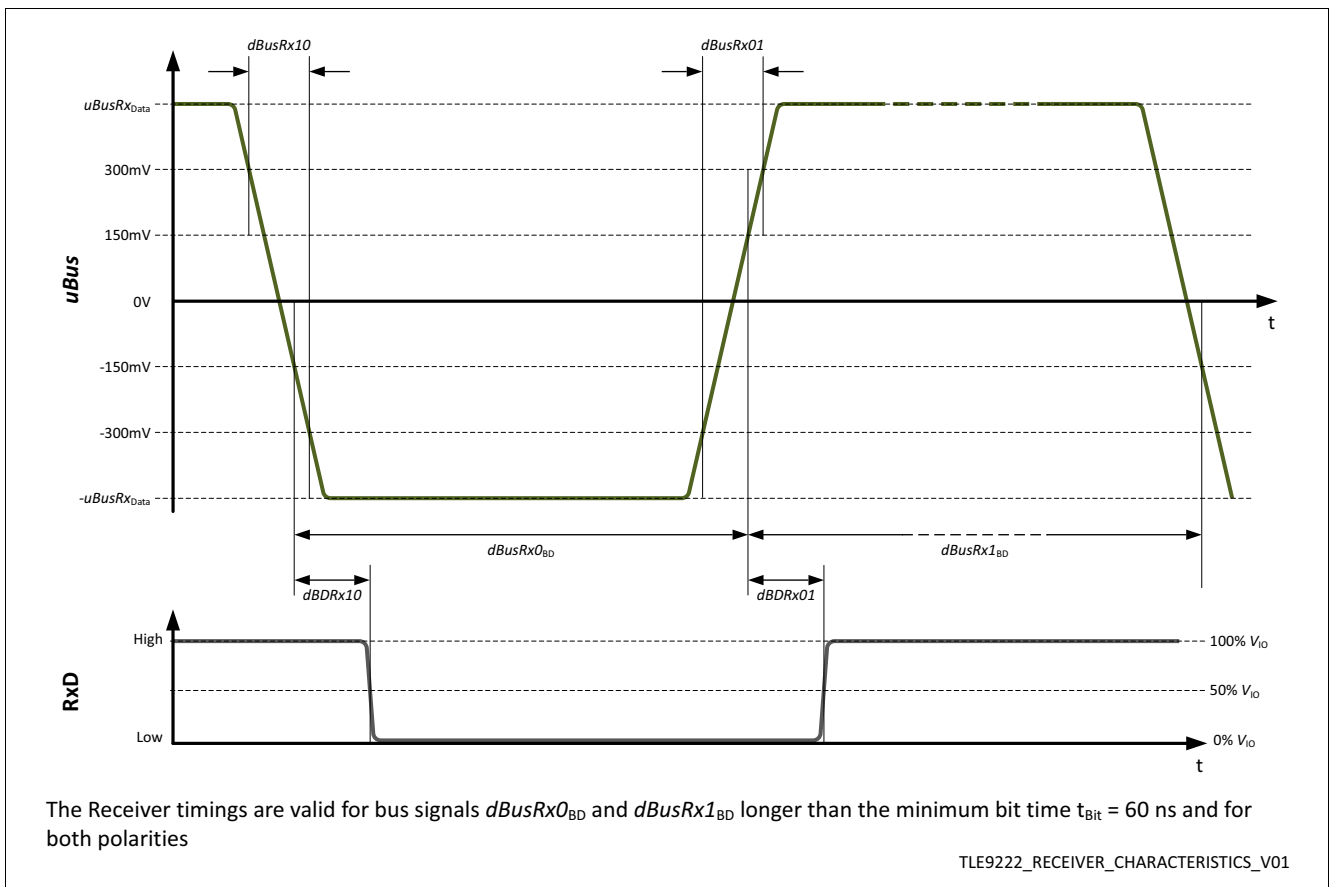 dBusRx10
dBusRx01
uBusRxData
300mV
150mV
uBus
0V
t
-150mV
-300mV
-uBusRxData
dBusRx0BD
dBusRx1BD
dBDRx10
dBDRx01
High
100% VIO
RxD
50% VIO
Low
0% VIO
t
The Receiver timings are valid for bus signals dBusRx0BD and dBusRx1BD longer than the minimum bit time tBit = 60 ns and for
both polarities
TLE9222_RECEIVER_CHARACTERISTICS_V01